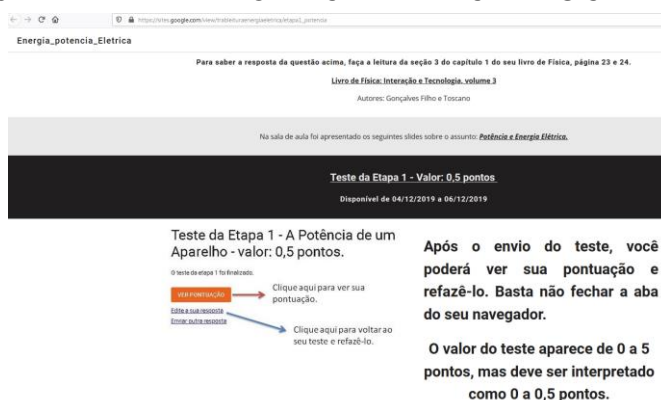 https://sites.google.com/view/trableituraenergiaeletrica/etapa1_potencia
Energia_potencia_Eletrica
Para saber a resposta da questão acima, faça a leitura da seção 3 do capítulo 1 do seu livro de Física, página 23 e 24.
Livro de Física: Interação e Tecnologia, volume 3
Autores: Gonçalves Filho e Toscano
Na sala de aula foi apresentado os seguintes slides sobre o assunto: Potência e Energia Elétrica.
Teste da Etapa 1 - Valor: 0,5 pontos
Disponível de 04/12/2019 a 06/12/2019
Teste da Etapa 1 - A Potência de um
Aparelho - valor: 0,5 pontos.
O teste da etapa 1 foi finalizado.
VER PONTUAÇÃO
Clique aqui para ver sua
pontuação.
Edite a sua resposta
Enviar outra resposta
Clique aqui para voltar ao
seu teste e refazê-lo.
Após o envio do teste, você
poderá ver sua pontuação e
refazê-lo. Basta não fechar a aba
do seu navegador.
O valor do teste aparece de 0 a 5
pontos, mas deve ser interpretado
como 0 a 0,5 pontos.